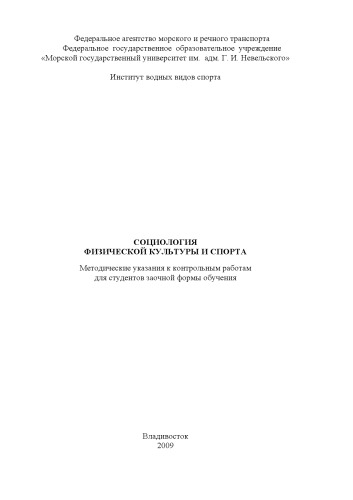 Федеральное агентство морского и речного транспорта
Федеральное государственное образовательное учреждение
«Морской государственный университет им. адм. Г. И. Невельского»
Институт водных видов спорта
СОЦИОЛОГИЯ
ФИЗИЧЕСКОЙ КУЛЬТУРЫ И СПОРТА
Методические указания к контрольным работам
для студентов заочной формы обучения
Владивосток
2009